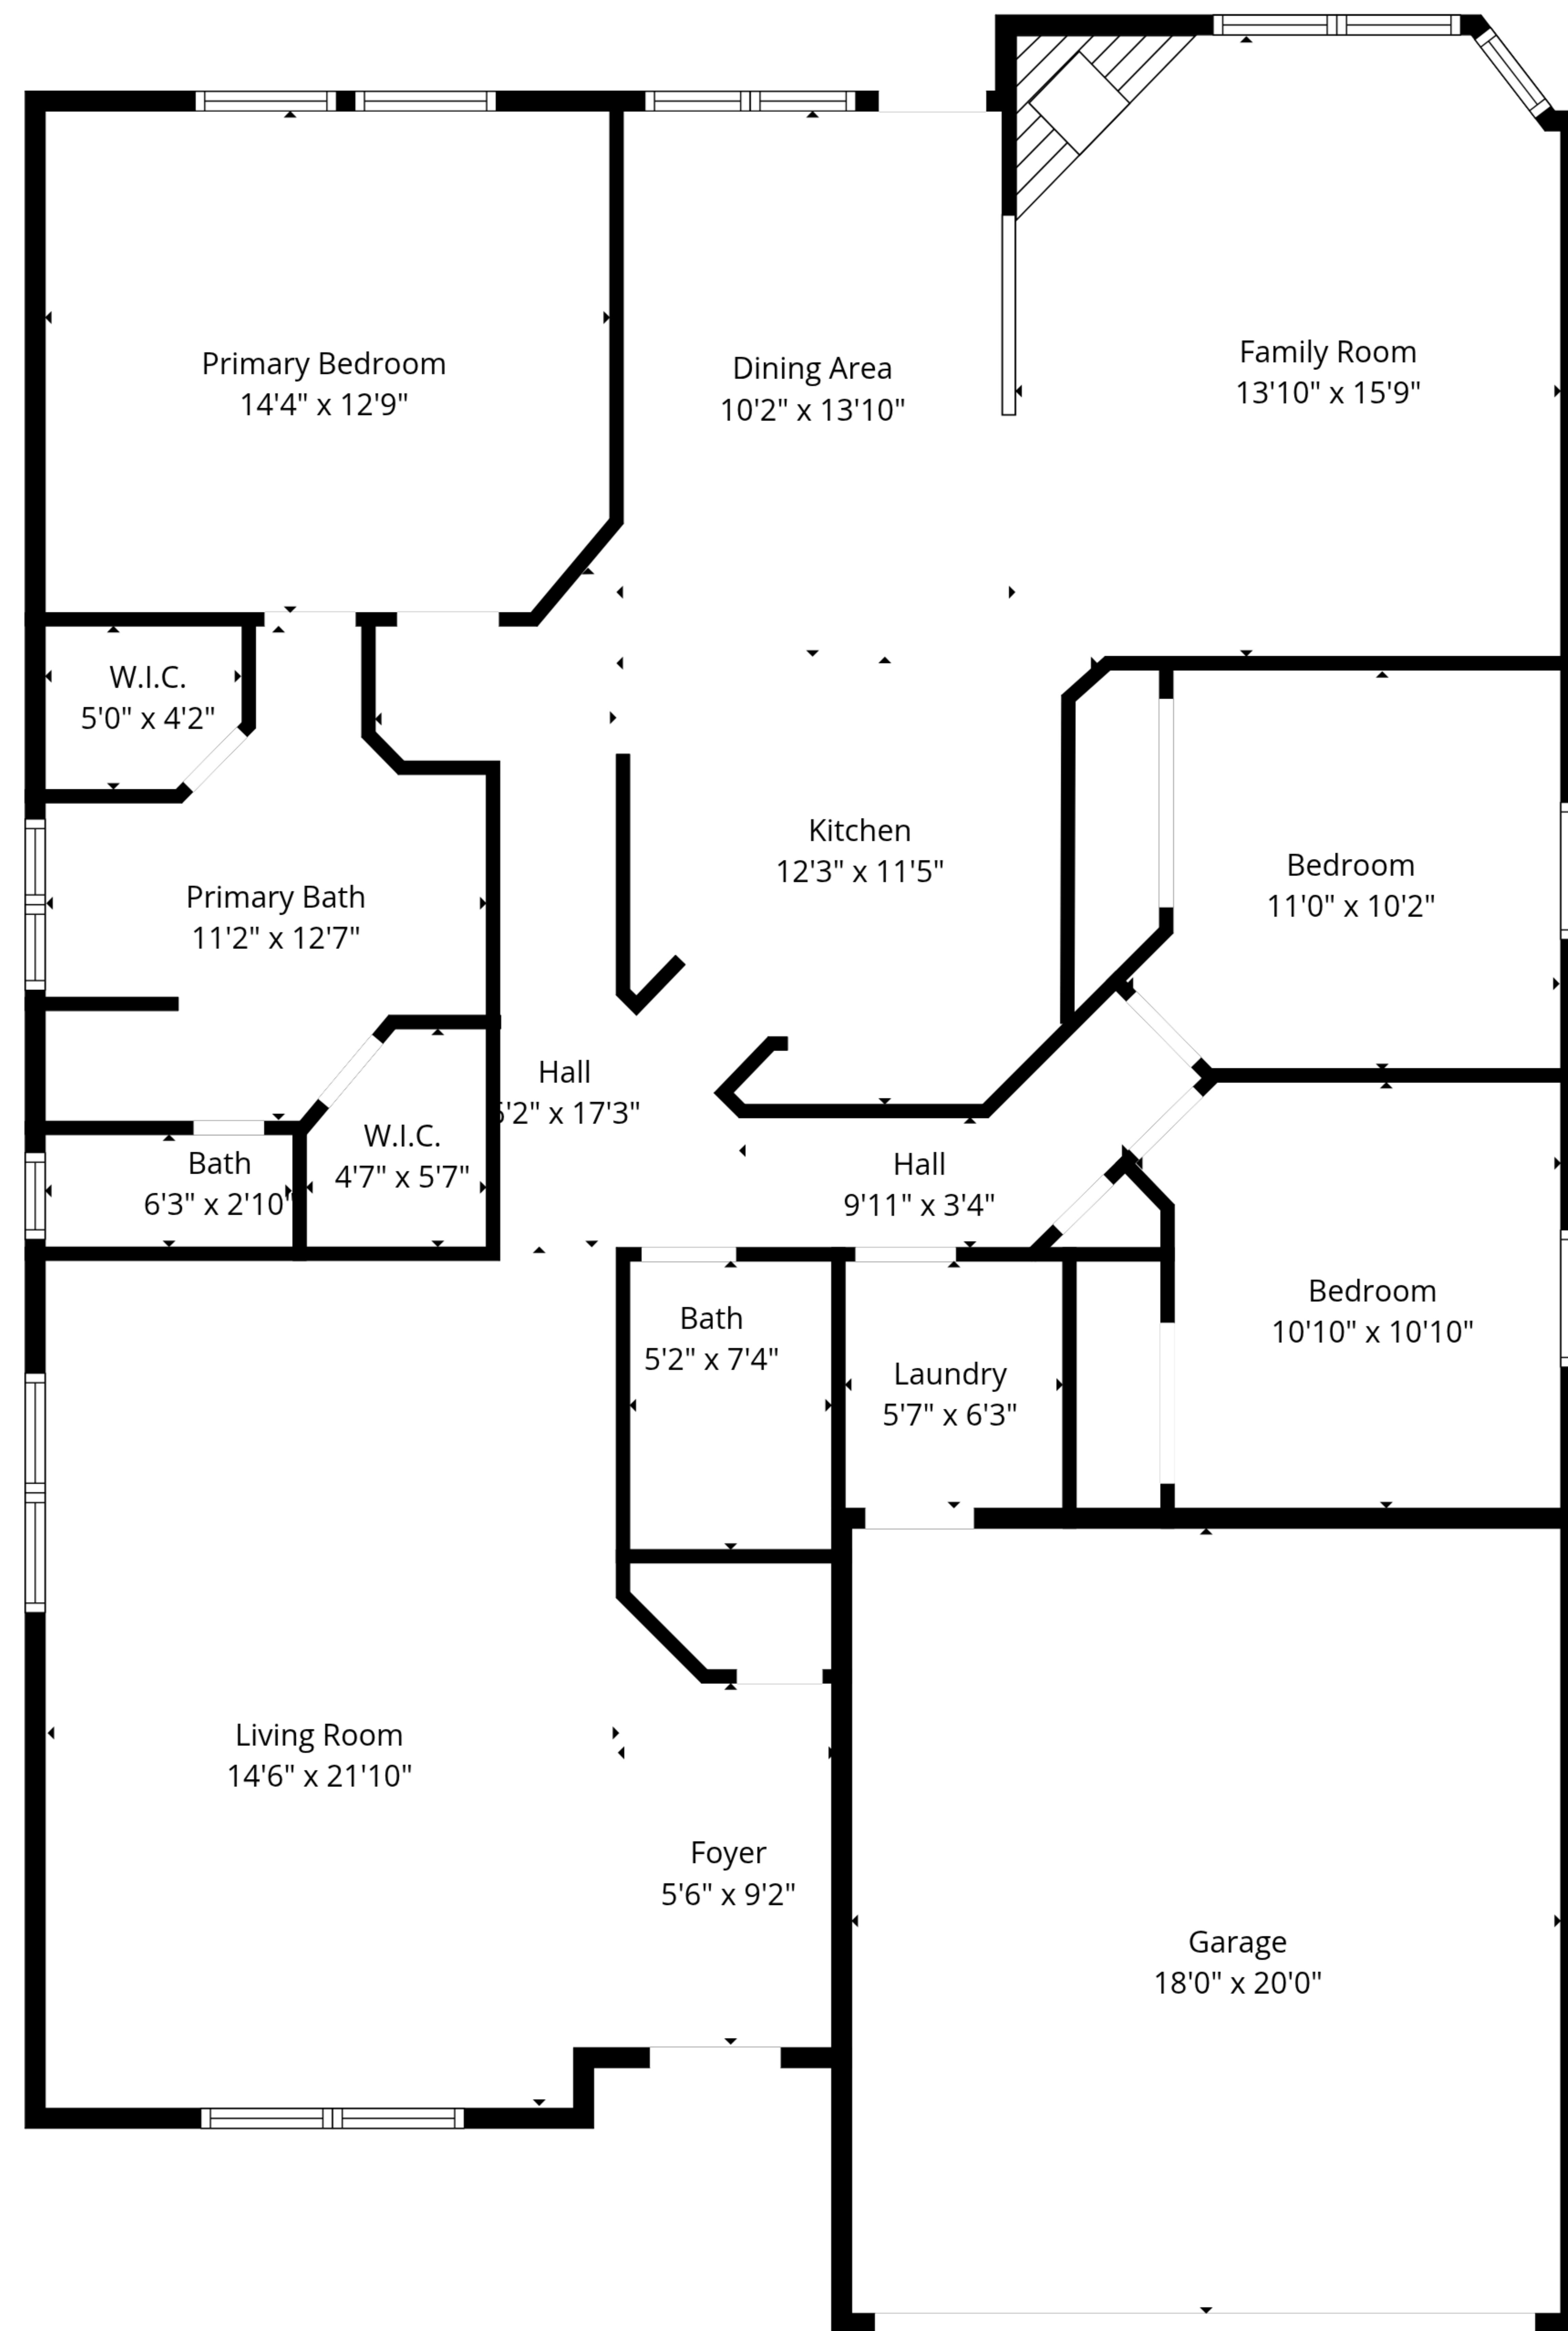 Family Room
13'10" x 15'9"
Primary Bedroom
14'4" x 12'9"
Dining Area
10'2" x 13'10"
W.I.C.
5'0" x 4'2"
Kitchen
12'3" x 11'5"
Bedroom
11'0" x 10'2"
Primary Bath
11'2" x 12'7"
Hall
5'2" x 17'3"
W.I.C.
4'7" x 5'7"
Bath
6'3" x 2'10"
Hall
9'11" x 3'4"
Bedroom
10'10" x 10'10"
Bath
5'2" x 7'4"
Laundry
5'7" x 6'3"
Living Room
14'6" x 21'10"
Foyer
5'6" x 9'2"
Garage
18'0" x 20'0"